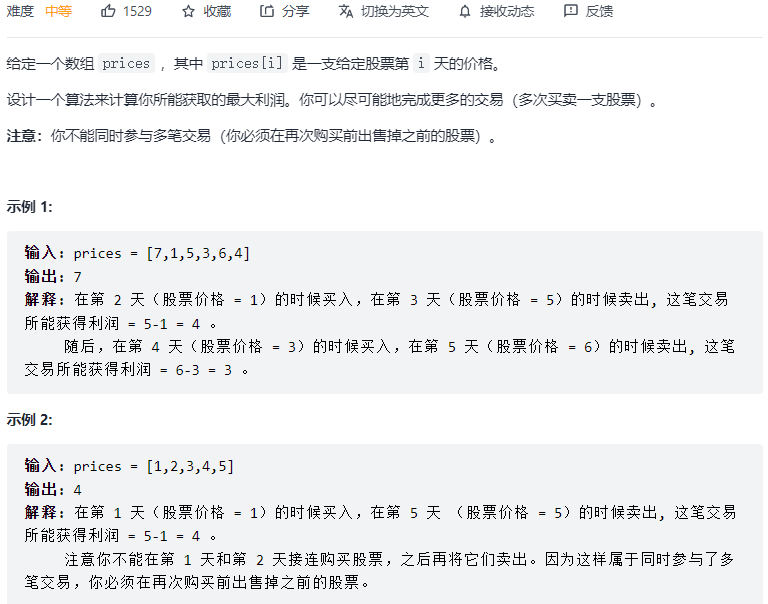 难度 中等 1529 收藏 分享 切换为英文 接收动态 反馈
给定一个数组 prices ，其中 prices[i] 是一支给定股票第 i 天的价格。
设计一个算法来计算你所能获取的最大利润。你可以尽可能地完成更多的交易（多次买卖一支股票）。
注意：你不能同时参与多笔交易（你必须在再次购买前出售掉之前的股票）。
示例 1:
输入: prices = [7,1,5,3,6,4]
输出: 7
解释: 在第 2 天（股票价格 = 1）的时候买入，在第 3 天（股票价格 = 5）的时候卖出, 这笔交易
所能获得利润 = 5-1 = 4 。
随后，在第 4 天（股票价格 = 3）的时候买入，在第 5 天（股票价格 = 6）的时候卖出, 这笔
交易所能获得利润 = 6-3 = 3 。
示例 2:
输入: prices = [1,2,3,4,5]
输出: 4
解释: 在第 1 天（股票价格 = 1）的时候买入，在第 5 天 （股票价格 = 5）的时候卖出, 这笔交易
所能获得利润 = 5-1 = 4 。
注意你不能在第 1 天和第 2 天接连购买股票，之后再将它们卖出。因为这样属于同时参与了多
笔交易，你必须在再次购买前出售掉之前的股票。